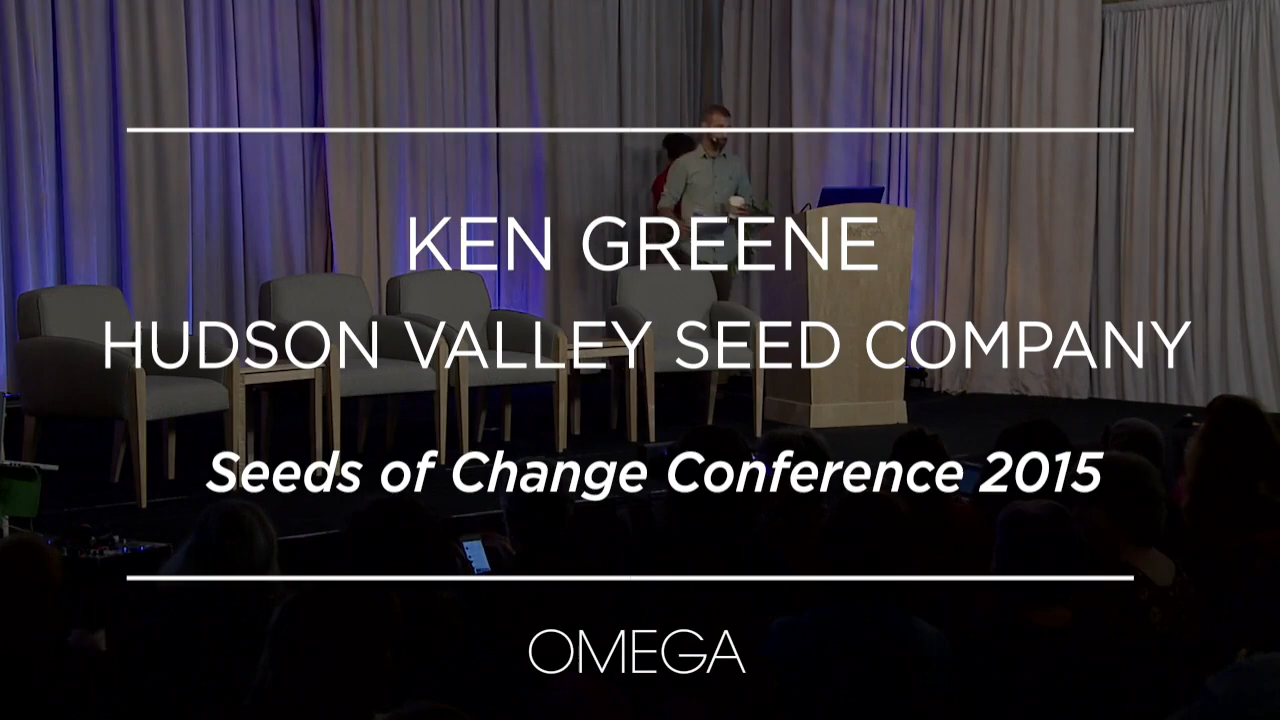 KEN GREENE
HUDSON VALLEY SEED COMPANY
Seeds of Change Conference 2015
OMEGA